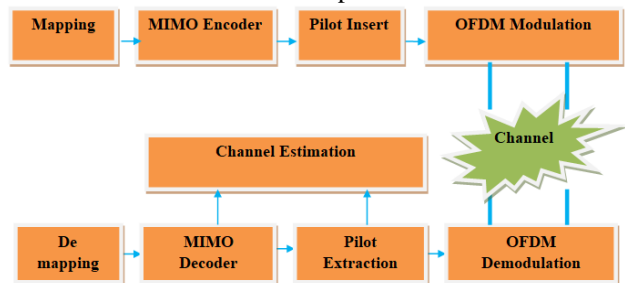 Mapping
MIMO Encoder
Pilot Insert
OFDM Modulation
Channel
Channel Estimation
De
mapping
MIMO
Decoder
Pilot
Extraction
OFDM
Demodulation